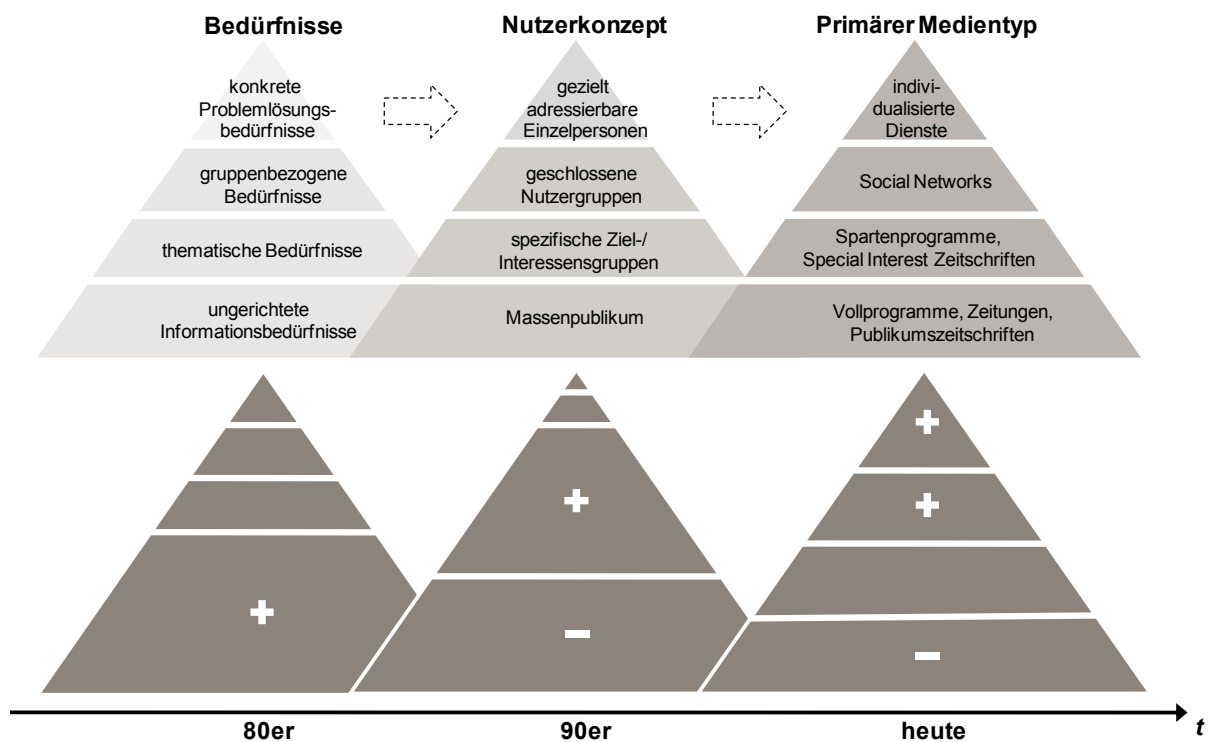 Bedürfnisse
Nutzerkonzept
Primärer Medientyp
konkrete
Problemlösungs-
bedürfnisse
gezielt
adressierbare
Einzelpersonen
indivi-
dualisierte
Dienste
gruppenbezogene
Bedürfnisse
geschlossene
Nutzergruppen
Social Networks
thematische Bedürfnisse
spezifische Ziel-/
Interessensgruppen
Spartenprogramme,
Special Interest Zeitschriften
ungerichtete
Informationsbedürfnisse
Massenpublikum
Vollprogramme, Zeitungen,
Publikumszeitschriften
+
+
+
+
–
–
80er
90er
heute
t